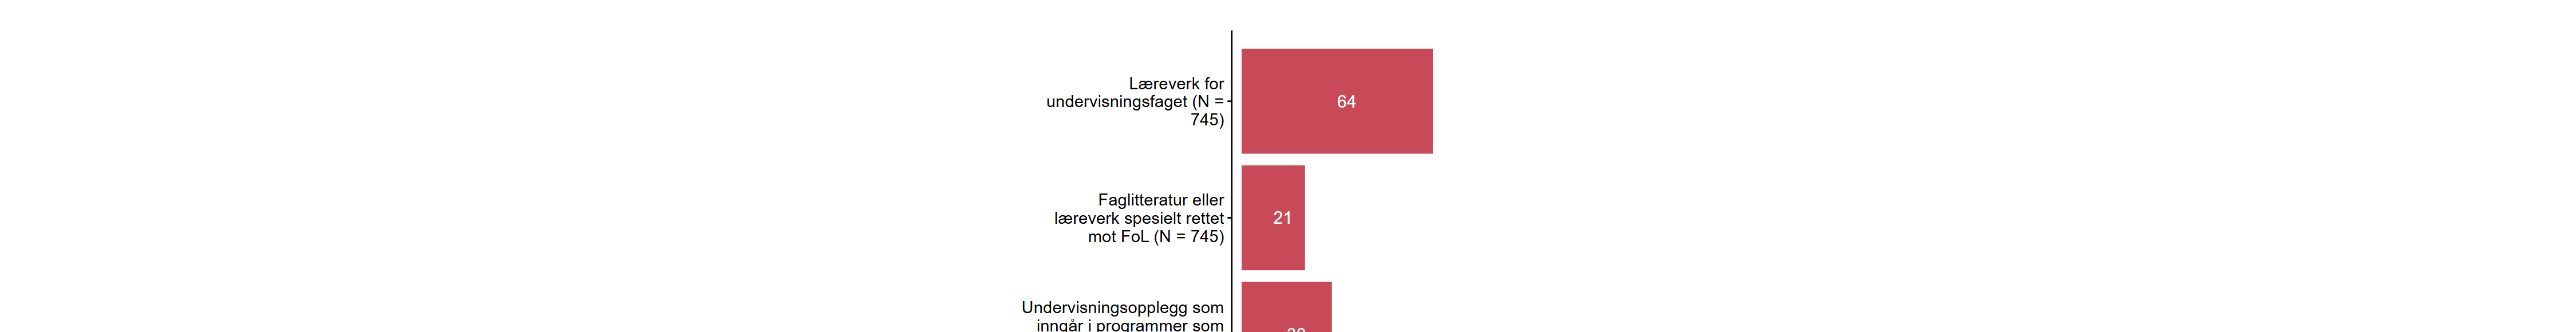 Læreverk for
undervisningsfaget (N =
745)
64
Faglitteratur eller
læreverk spesielt rettet
mot FoL (N = 745)
21
Undervisningsopplegg som
inngår i programmer som